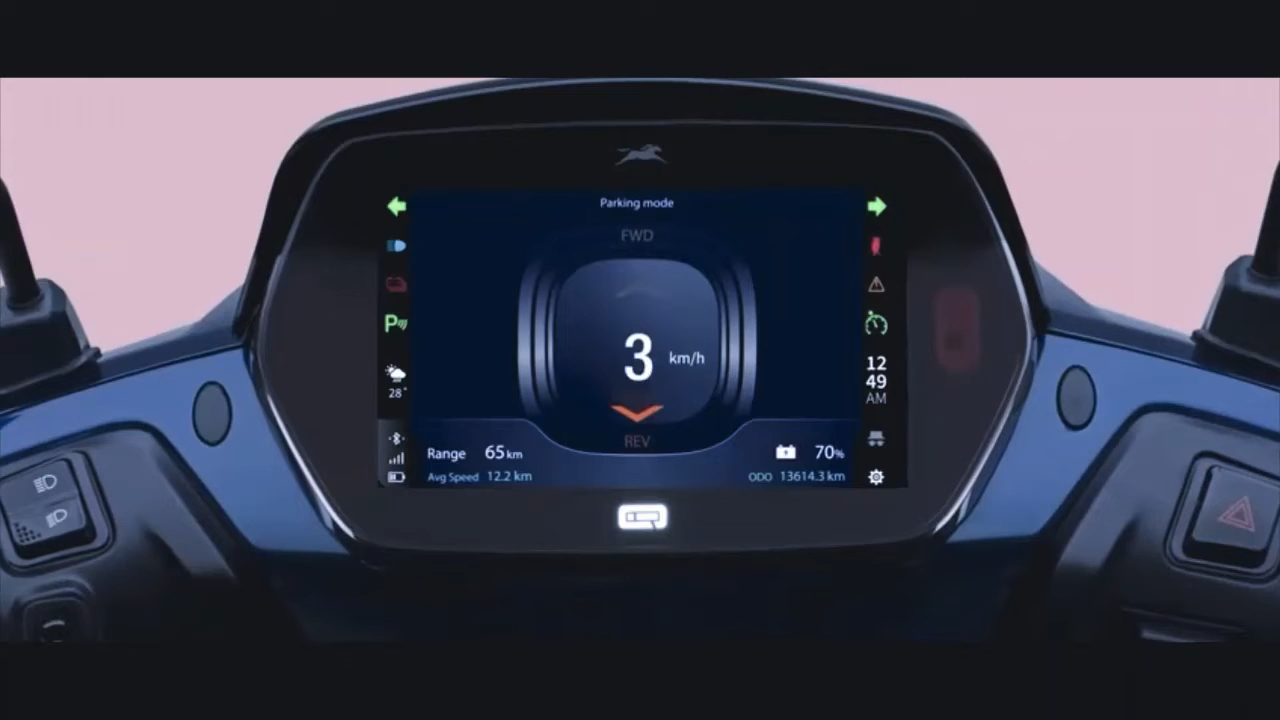 Parking mode
FWD
P
3 km/h
12
49
AM
28°
REV
Range 65 km
70%
Avg Speed 12.2 km
ODO 13614.3 km